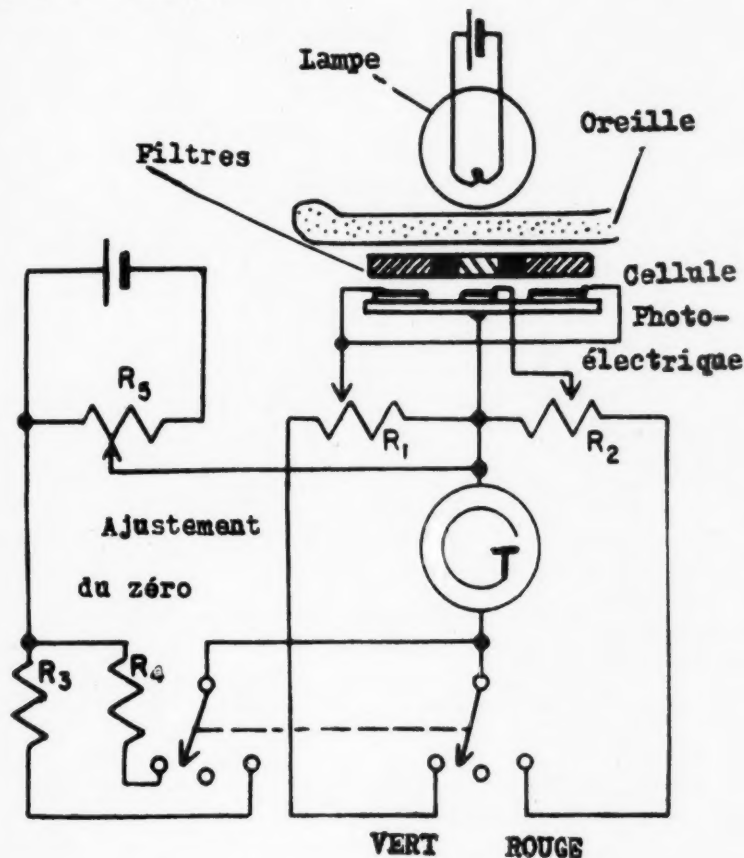 Lampe
Oreille
Filtres
Cellule
Photo-
électrique
R5
R1
R2
Ajustement
du zéro
G
R3
R4
VERT
ROUGE